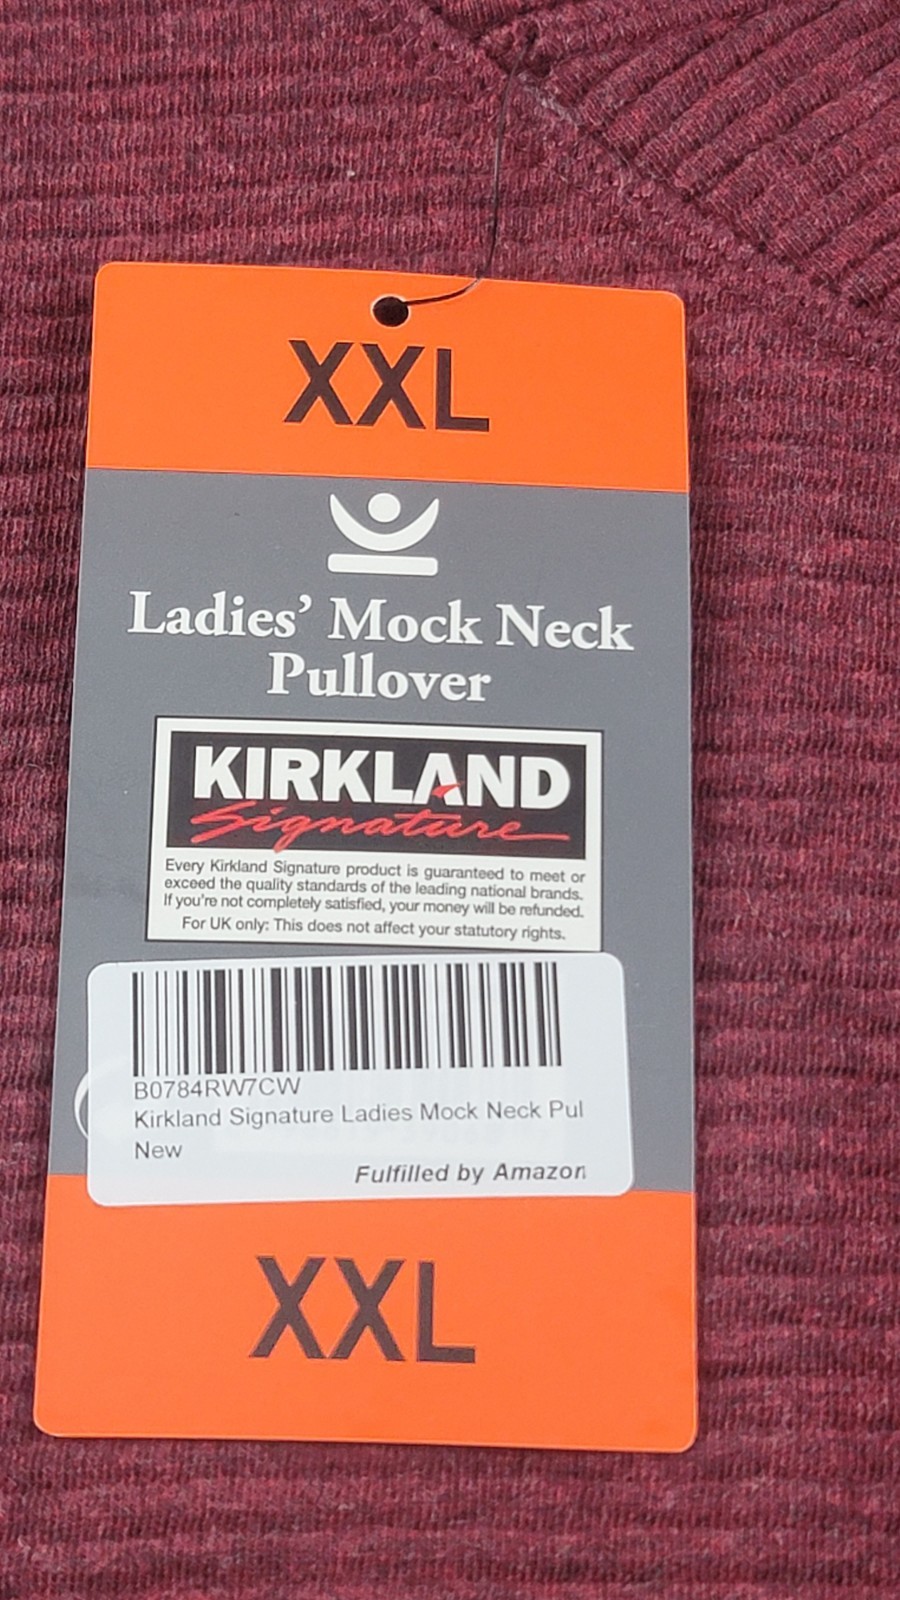 XXL
Ladies’ Mock Neck
Pullover
KIRKLAND
Signature
Every Kirkland Signature product is guaranteed to meet or
exceed the quality standards of the leading national brands.
If you're not completely satisfied, your money will be refunded.
For UK only: This does not affect your statutory rights.
B0784RW7CW
Kirkland Signature Ladies Mock Neck Pul
New
Fulfilled by Amazon
XXL